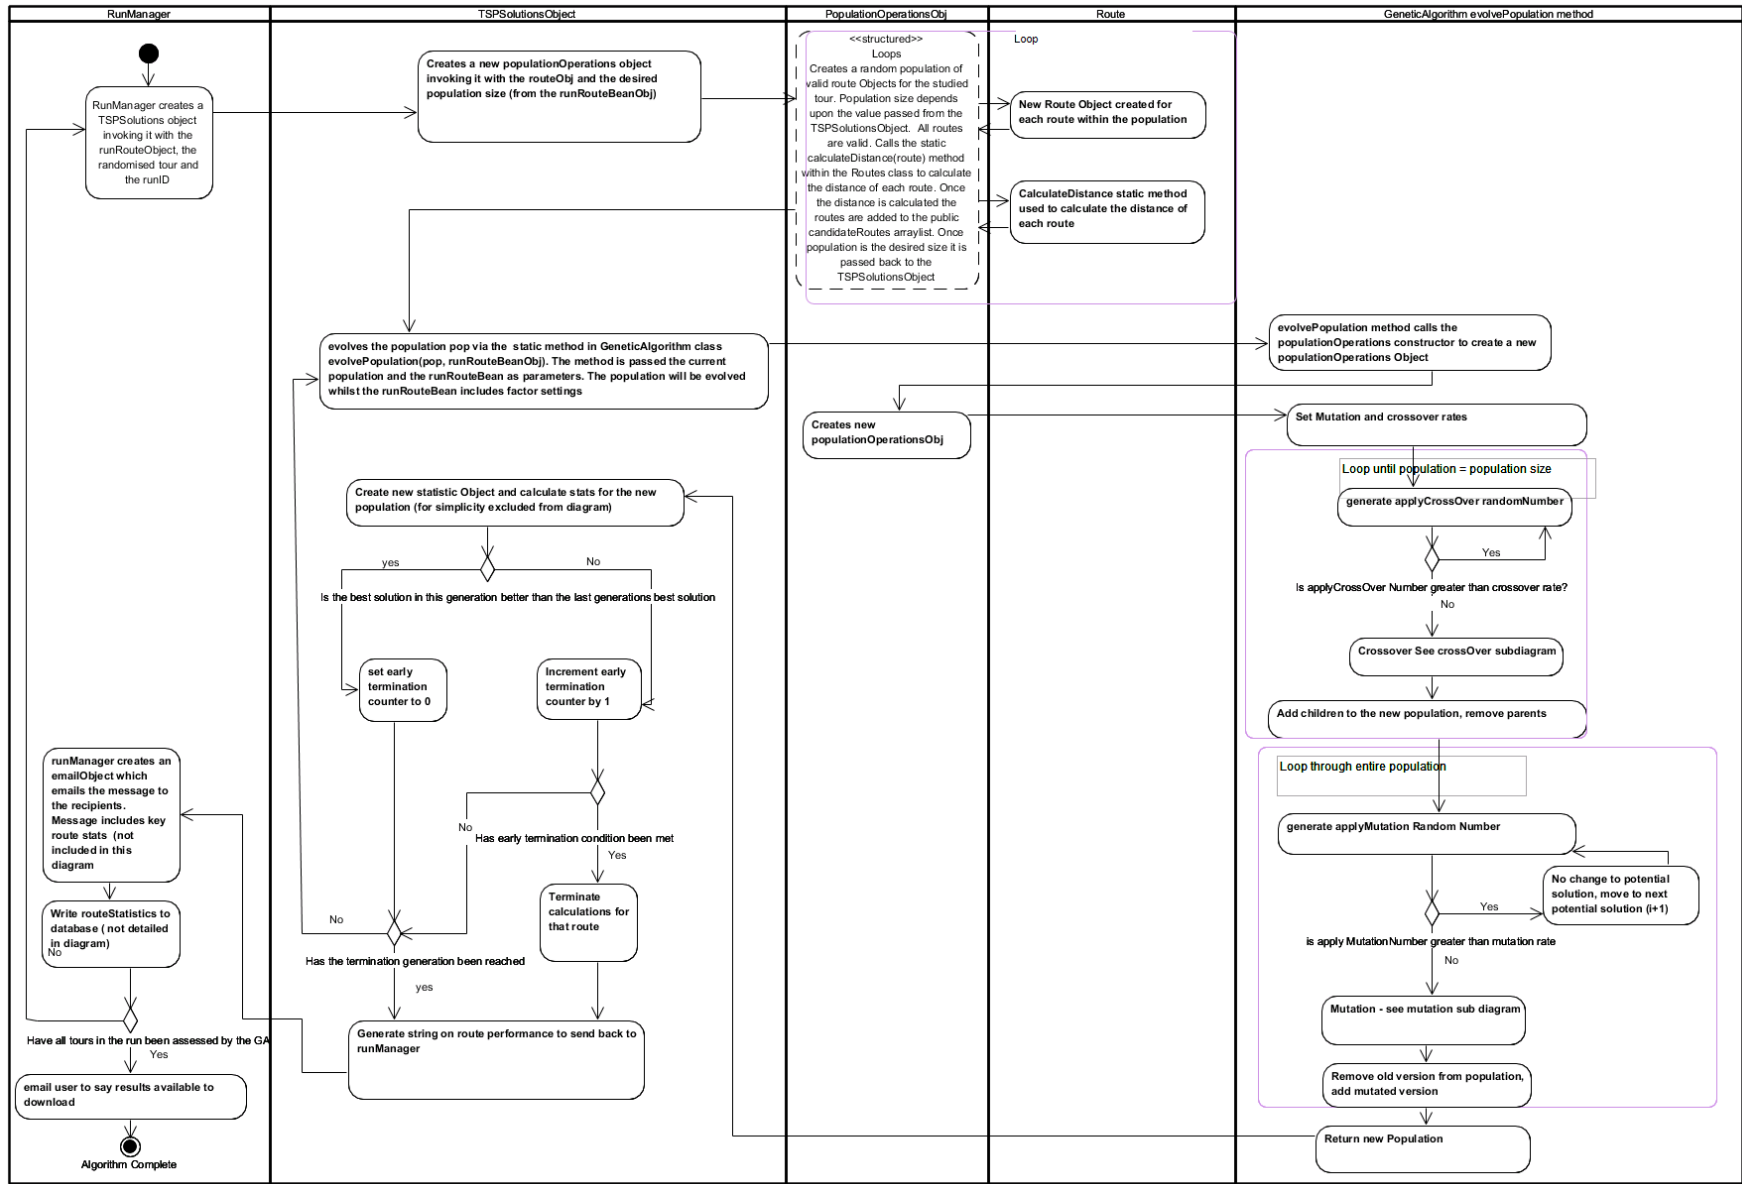 RunManager
TSPSolutionsObject
PopulationOperationsObj
Route
GeneticAlgorithm evolvePopulation method
RunManager creates a
TSPSolutions object
invoking it with the
runRouteObject, the
randomised tour and
the runID
Creates a new populationOperations object
invoking it with the routeObj and the desired
population size (from the runRouteBeanObj)
<<structured>>
Loops
Creates a random population of
valid route Objects for the studied
tour. Population size depends
upon the value passed from the
TSPSolutionsObject.  All routes
are valid. Calls the static
calculateDistance(route) method
within the Routes class to calculate
the distance of each route. Once
the distance is calculated the
routes are added to the public
candidateRoutes arraylist. Once
population is the desired size it is
passed back to the
TSPSolutionsObject
Loop
New Route Object created for
each route within the population
CalculateDistance static method
used to calculate the distance of
each route
evolves the population pop via the  static method in GeneticAlgorithm class
evolvePopulation(pop, runRouteBeanObj). The method is passed the current
population and the runRouteBean as parameters. The population will be evolved
whilst the runRouteBean includes factor settings
evolvePopulation method calls the
populationOperations constructor to create a new
populationOperations Object
Creates new
populationOperationsObj
Set Mutation and crossover rates
Loop until population = population size
generate applyCrossOver randomNumber
Yes
Is applyCrossOver Number greater than crossover rate?
No
Crossover See crossOver subdiagram
Add children to the new population, remove parents
Create new statistic Object and calculate stats for the new
population (for simplicity excluded from diagram)
yes
No
Is the best solution in this generation better than the last generations best solution
set early
termination
counter to 0
Increment early
termination
counter by 1
No
Has early termination condition been met
Yes
Terminate
calculations for
that route
No
Has the termination generation been reached
yes
Generate string on route performance to send back to
runManager
Loop through entire population
generate applyMutation Random Number
No change to potential
solution, move to next
potential solution (i+1)
Yes
is apply MutationNumber greater than mutation rate
No
Mutation - see mutation sub diagram
Remove old version from population,
add mutated version
Return new Population
runManager creates an
emailObject which
emails the message to
the recipients.
Message includes key
route stats  (not
included in this
diagram
Write routeStatistics to
database ( not detailed
in diagram)
No
Have all tours in the run been assessed by the GA
Yes
email user to say results available to
download
Algorithm Complete